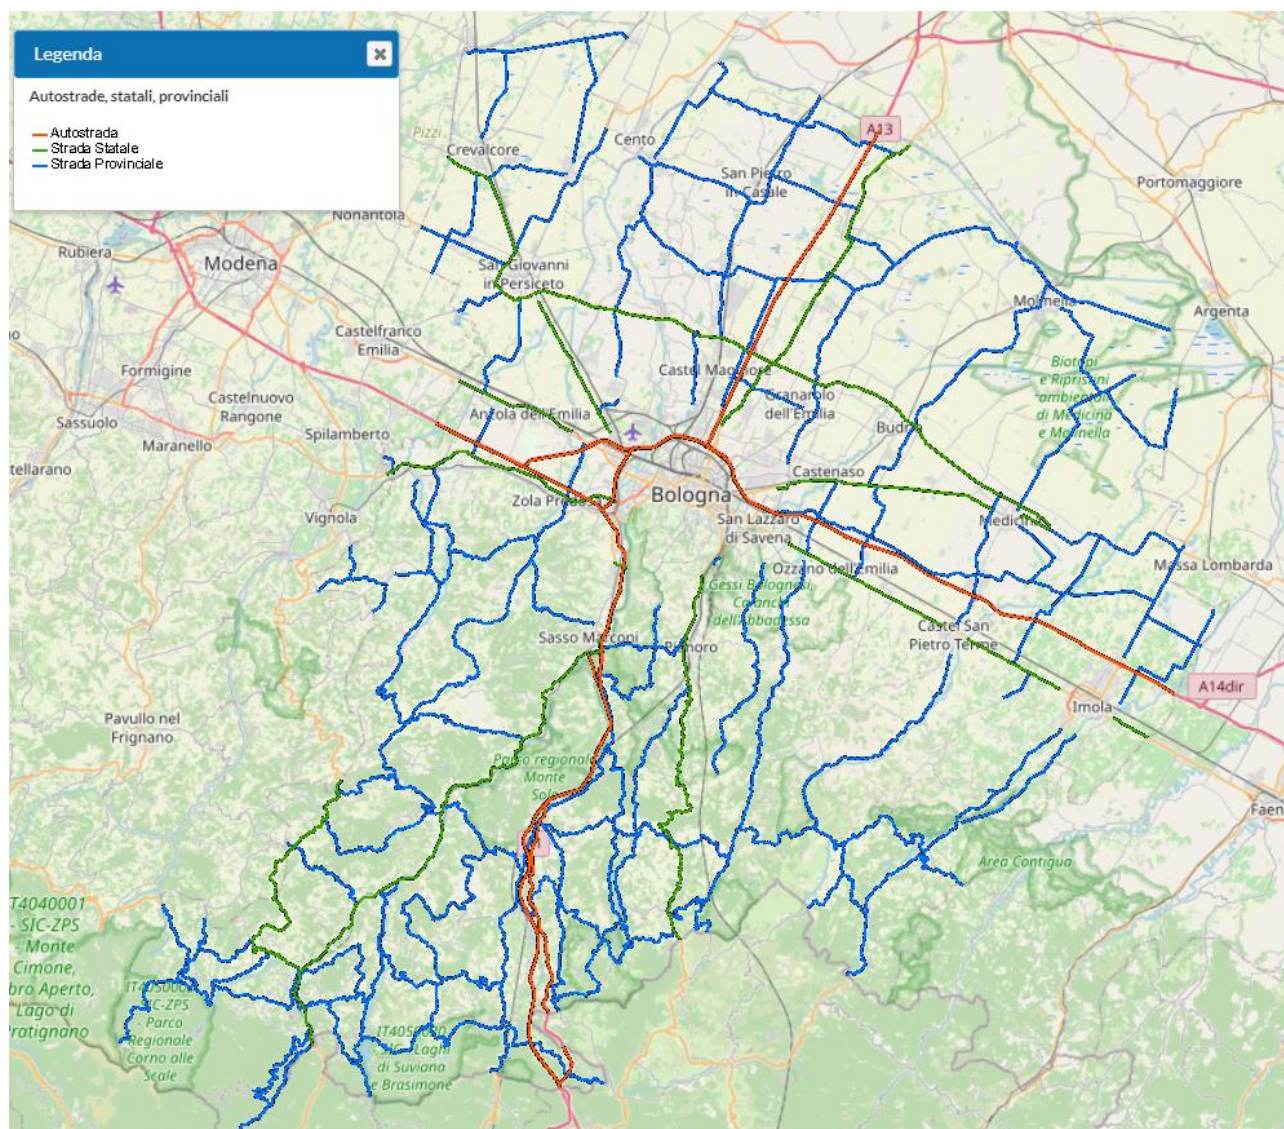 Legenda
Autostrade, statali, provinciali
Autostrada
Strada Statale
Strada Provinciale
Pizzi
Crevalcore
Cento
A13
San Pietro
in Casale
Portomaggiore
Nonantola
Rubiera
Modena
San Giovanni
in Persiceto
Molinella
Argenta
Castelfranco
Emilia
Formigine
Castel Maggiore
Biotopi
e Ripristini
ambientali
di Medicina
e Molinella
Castelnuovo
Rangone
Granarolo
dell'Emilia
Sassuolo
Maranello
Spilamberto
Anzola dell'Emilia
Budrio
Castenaso
Zola
Bologna
Vignola
San Lazzaro
di Savena
Medicina
Ozzano dell'Emilia
Massa Lombarda
Gessi Bolognesi,
Calanchi
dell'Abbadessa
Sasso Marconi
Pianoro
Castel San
Pietro Terme
A14dir
Imola
Pavullo nel
Frignano
Parco regionale
Monte
Sole
Area Contigua
IT4040001
- SIC-ZPS
- Monte
Cimone,
Lago di
Pratignano
SIC-ZPS
- Parco
Regionale
Corno alle
Scale
- Laghi
di Suviana
e Brasimone